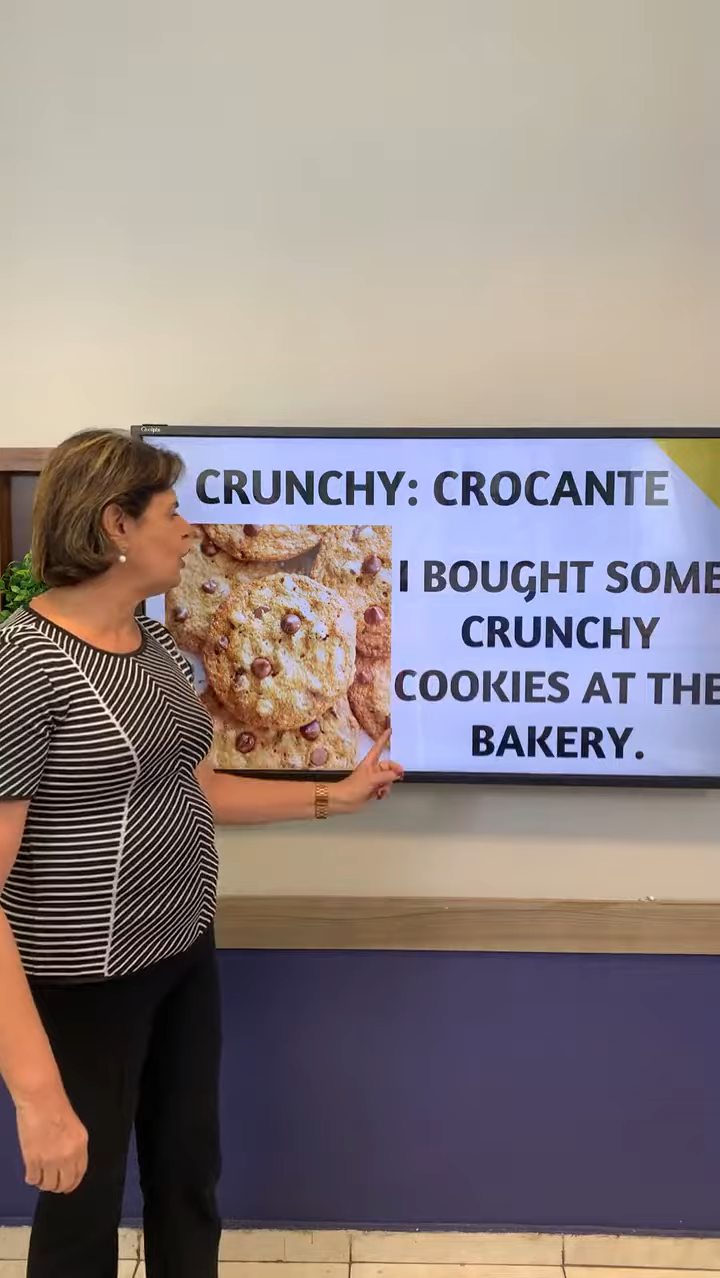 CRUNCHY: CROCANTE
I BOUGHT SOME
CRUNCHY
COOKIES AT THE
BAKERY.